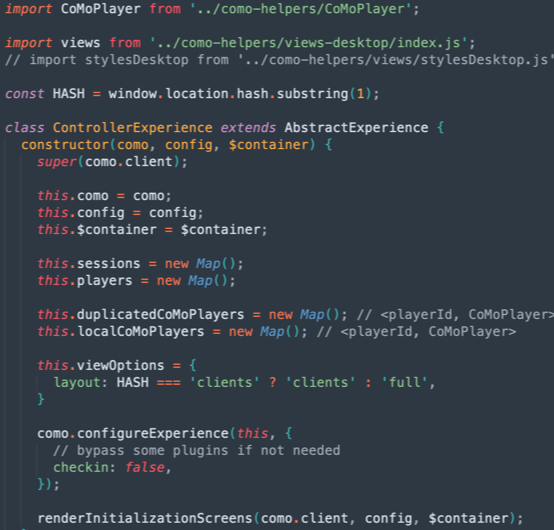 import CoMoPlayer from '../como-helpers/CoMoPlayer';
import views from '../como-helpers/views-desktop/index.js';
// import stylesDesktop from '../como-helpers/views/stylesDesktop.js'
const HASH = window.location.hash.substring(1);
class ControllerExperience extends AbstractExperience {
constructor(como, config, $container) {
super(como.client);
this.como = como;
this.config = config;
this.$container = $container;
this.sessions = new Map();
this.players = new Map();
this.duplicatedCoMoPlayers = new Map(); // <playerId, CoMoPlayer>
this.localCoMoPlayers = new Map(); // <playerId, CoMoPlayer>
this.viewOptions = {
layout: HASH === 'clients' ? 'clients' : 'full',
}
como.configureExperience(this, {
// bypass some plugins if not needed
checkin: false,
});
renderInitializationScreens(como.client, config, $container);